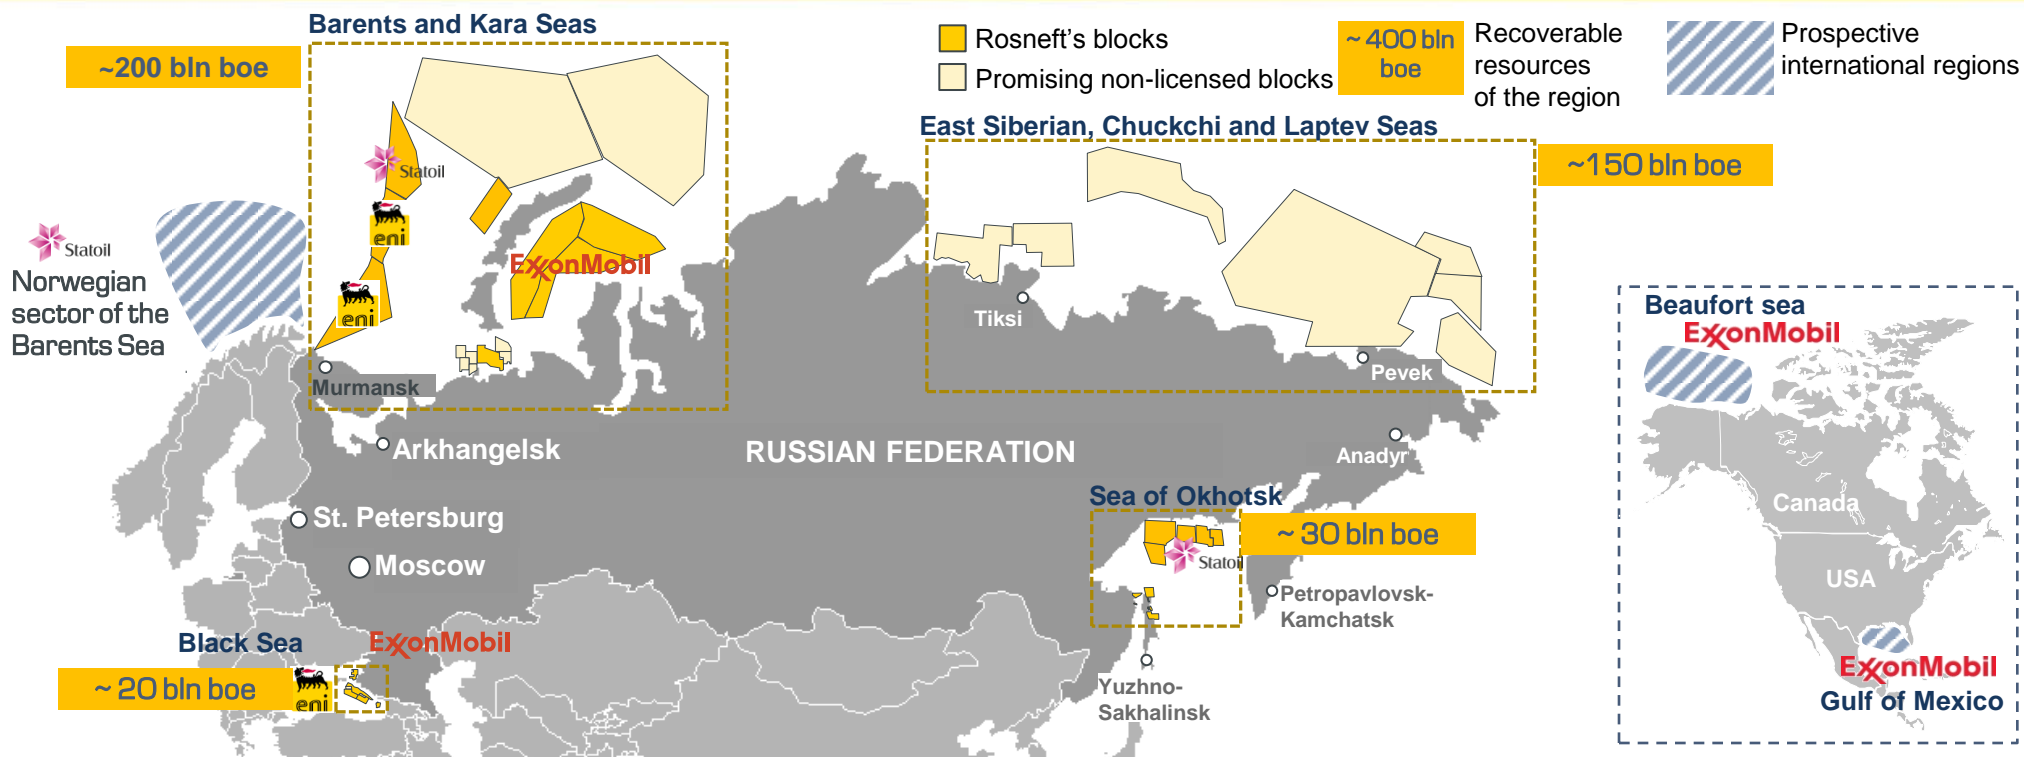 Barents and Kara Seas
~200 bln boe
Rosneft's blocks
Promising non-licensed blocks
~ 400 bln
boe
Recoverable
resources
of the region
Prospective
international regions
East Siberian, Chuckchi and Laptev Seas
~150 bln boe
Statoil
eni
ExxonMobil
eni
Statoil
Norwegian
sector of the
Barents Sea
Murmansk
Tiksi
Pevek
Beaufort sea
ExxonMobil
Arkhangelsk
RUSSIAN FEDERATION
Anadyr
St. Petersburg
Moscow
Sea of Okhotsk
~ 30 bln boe
Statoil
Petropavlovsk-
Kamchatsk
Canada
USA
Black Sea
ExxonMobil
~ 20 bln boe
eni
Yuzhno-
Sakhalinsk
ExxonMobil
Gulf of Mexico